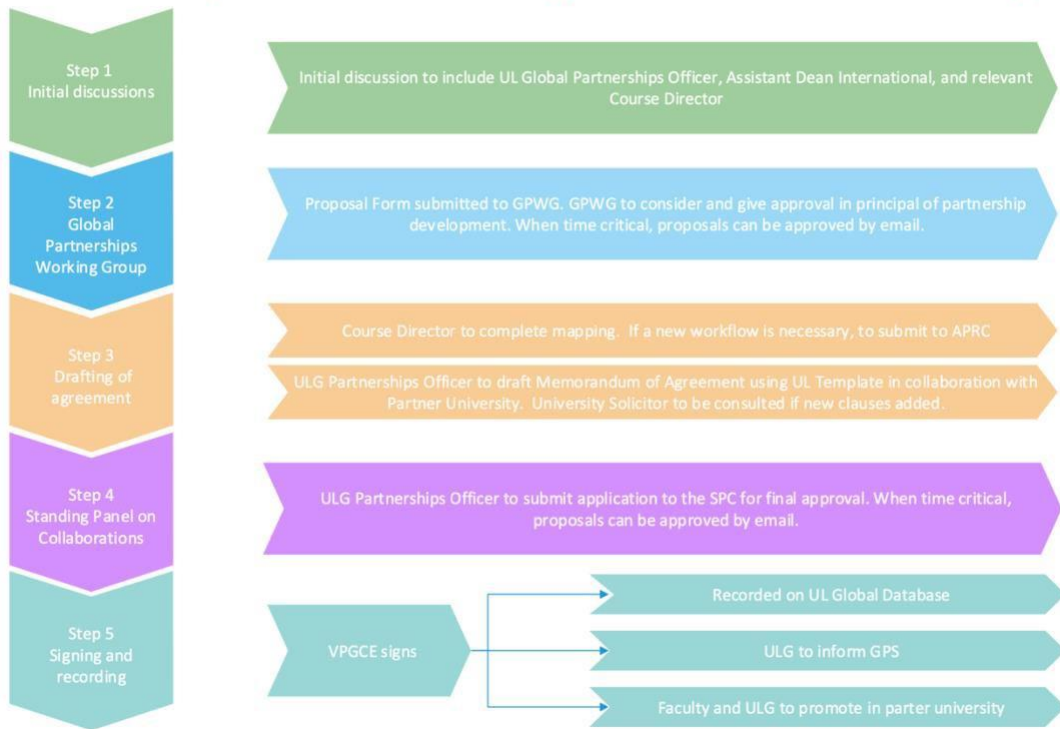 Step 1
Initial discussions
Initial discussion to include UL Global Partnerships Officer, Assistant Dean International, and relevant
Course Director
Step 2
Global
Partnerships
Working Group
Proposal Form submitted to GPWG. GPWG to consider and give approval in principal of partnership
development. When time critical, proposals can be approved by email.
Step 3
Drafting of
agreement
Course Director to complete mapping. If a new workflow is necessary, to submit to APRC
ULG Partnerships Officer to draft Memorandum of Agreement using UL Template in collaboration with
Partner University. University Solicitor to be consulted if new clauses added.
Step 4
Standing Panel on
Collaborations
ULG Partnerships Officer to submit application to the SPC for final approval. When time critical,
proposals can be approved by email.
Step 5
Signing and
recording
VPGCE signs
Recorded on UL Global Database
ULG to inform GPS
Faculty and ULG to promote in parter university